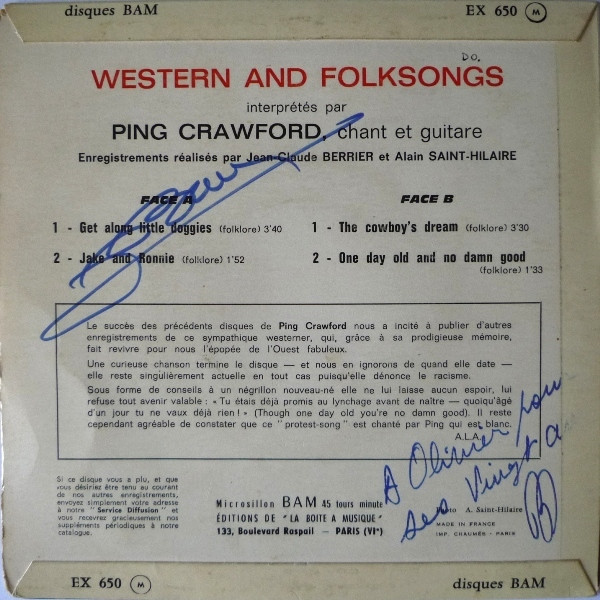 disques BAM EX 650 M
DO.
WESTERN AND FOLKSONGS
interprétés par
PING CRAWFORD, chant et guitare
Enregistrements réalisés par Jean-Claude BERRIER et Alain SAINT-HILAIRE
FACE A
1 - Get along little doggies (folklore) 3'40
2 - Jake and Ronnie (folklore) 1'52
FACE B
1 - The cowboy's dream (folklore) 3'30
2 - One day old and no damn good
(folklore) 1'33
Le succès des précédents disques de Ping Crawford nous a incité à publier d'autres
enregistrements de ce sympathique westerner, qui, grâce à sa prodigieuse mémoire,
fait revivre pour nous l'épopée de l'Ouest fabuleux.
Une curieuse chanson termine le disque — et nous en ignorons de quand elle date —
elle reste singulièrement actuelle en tout cas puisqu'elle dénonce le racisme.
Sous forme de conseils à un négrillon nouveau-né elle ne lui laisse aucun espoir, lui
refuse tout avenir valable : « Tu étais déjà promis au lynchage avant de naître — quoiqu'âgé
d'un jour tu ne vaux déjà rien ! » (Though one day old you're no damn good). Il reste
cependant agréable de constater que ce " protest-song " est chanté par Ping qui est blanc.
A.L.A.
A Olivier pour
ses Vingt a
Si ce disque vous a plu, et que
vous désiriez être tenu au courant
de nos autres enregistrements,
envoyez simplement votre adresse
à notre " Service Diffusion " et
vous recevrez gracieusement nos
suppléments périodiques à notre
catalogue.
Microsillon BAM 45 tours minute
ÉDITIONS DE " LA BOITE A MUSIQUE "
133, Boulevard Raspail — PARIS (VIe)
Photo A. Saint-Hilaire
MADE IN FRANCE
IMP. CHAUMÈS - PARIS
EX 650 M disques BAM